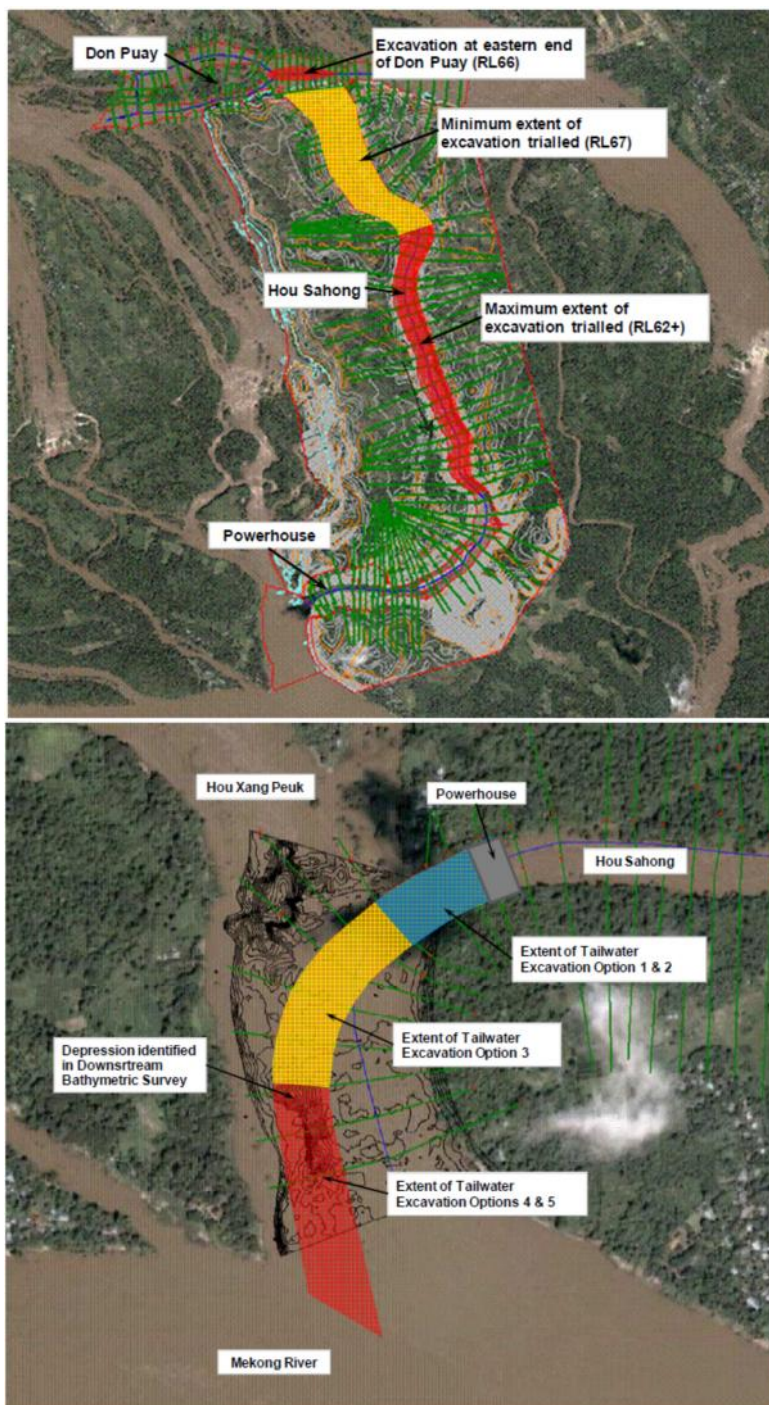 Don Puay
Excavation at eastern end
of Don Puay (RL66)
Minimum extent of
excavation trialled (RL67)
Hou Sahong
Maximum extent of
excavation trialled (RL62+)
Powerhouse
Hou Xang Peuk
Powerhouse
Hou Sahong
Extent of Tailwater
Excavation Option 1 & 2
Depression identified
in Downsrtream
Bathymetric Survey
Extent of Tailwater
Excavation Option 3
Extent of Tailwater
Excavation Options 4 & 5
Mekong River